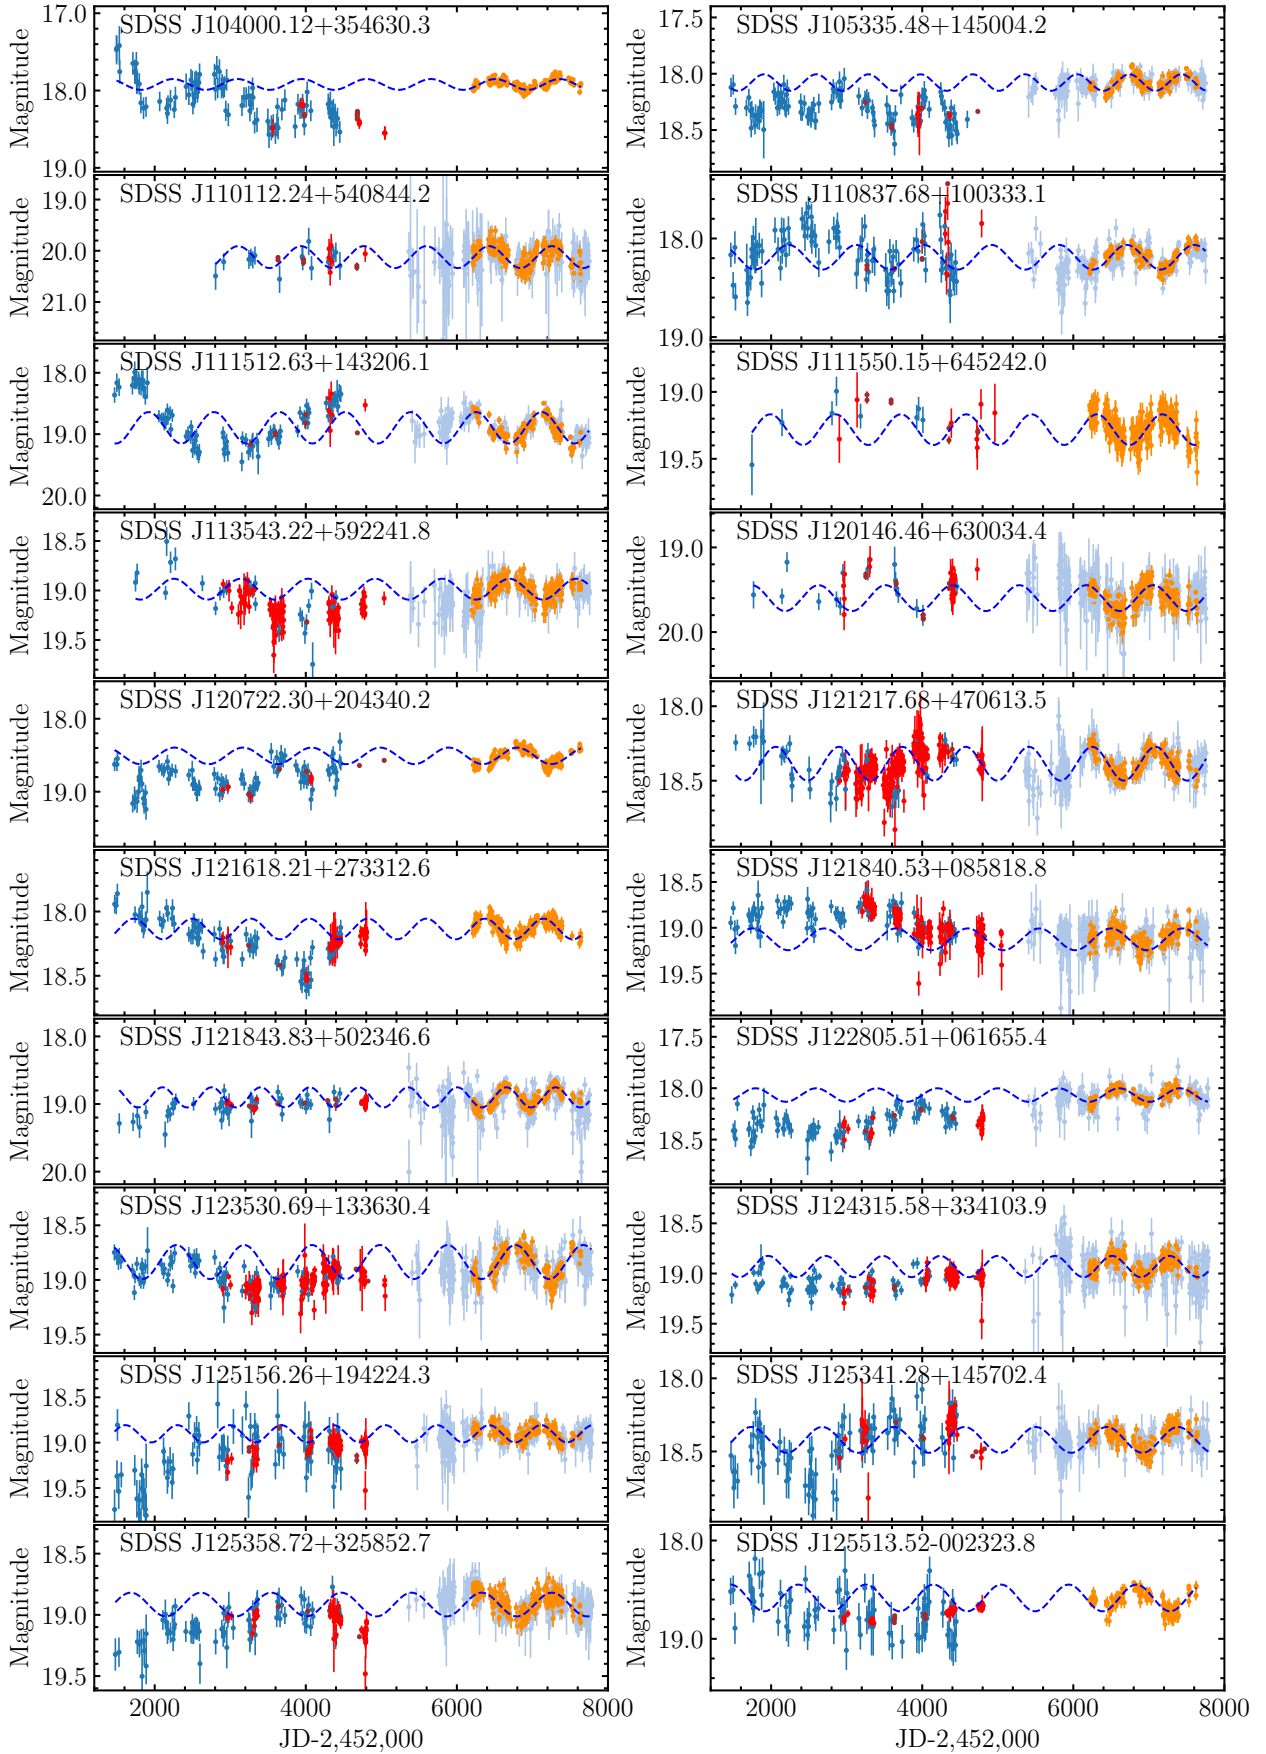 SDSS J104000.12+354630.3
17.0
18.0
19.0
Magnitude
SDSS J105335.48+145004.2
17.5
18.0
18.5
Magnitude
SDSS J110112.24+540844.2
19.0
20.0
21.0
Magnitude
SDSS J110837.68+100333.1
18.0
19.0
Magnitude
SDSS J111512.63+143206.1
18.0
19.0
20.0
Magnitude
SDSS J111550.15+645242.0
19.0
19.5
Magnitude
SDSS J113543.22+592241.8
18.5
19.0
19.5
Magnitude
SDSS J120146.46+630034.4
19.0
20.0
Magnitude
SDSS J120722.30+204340.2
18.0
19.0
Magnitude
SDSS J121217.68+470613.5
18.0
18.5
Magnitude
SDSS J121618.21+273312.6
18.0
18.5
Magnitude
SDSS J121840.53+085818.8
18.5
19.0
19.5
Magnitude
SDSS J121843.83+502346.6
18.0
19.0
20.0
Magnitude
SDSS J122805.51+061655.4
17.5
18.0
18.5
Magnitude
SDSS J123530.69+133630.4
18.5
19.0
19.5
Magnitude
SDSS J124315.58+334103.9
18.5
19.0
19.5
Magnitude
SDSS J125156.26+194224.3
18.5
19.0
19.5
Magnitude
SDSS J125341.28+145702.4
18.0
18.5
Magnitude
SDSS J125358.72+325852.7
18.5
19.0
19.5
Magnitude
2000 4000 6000 8000
JD-2,452,000
SDSS J125513.52-002323.8
18.0
19.0
Magnitude
2000 4000 6000 8000
JD-2,452,000